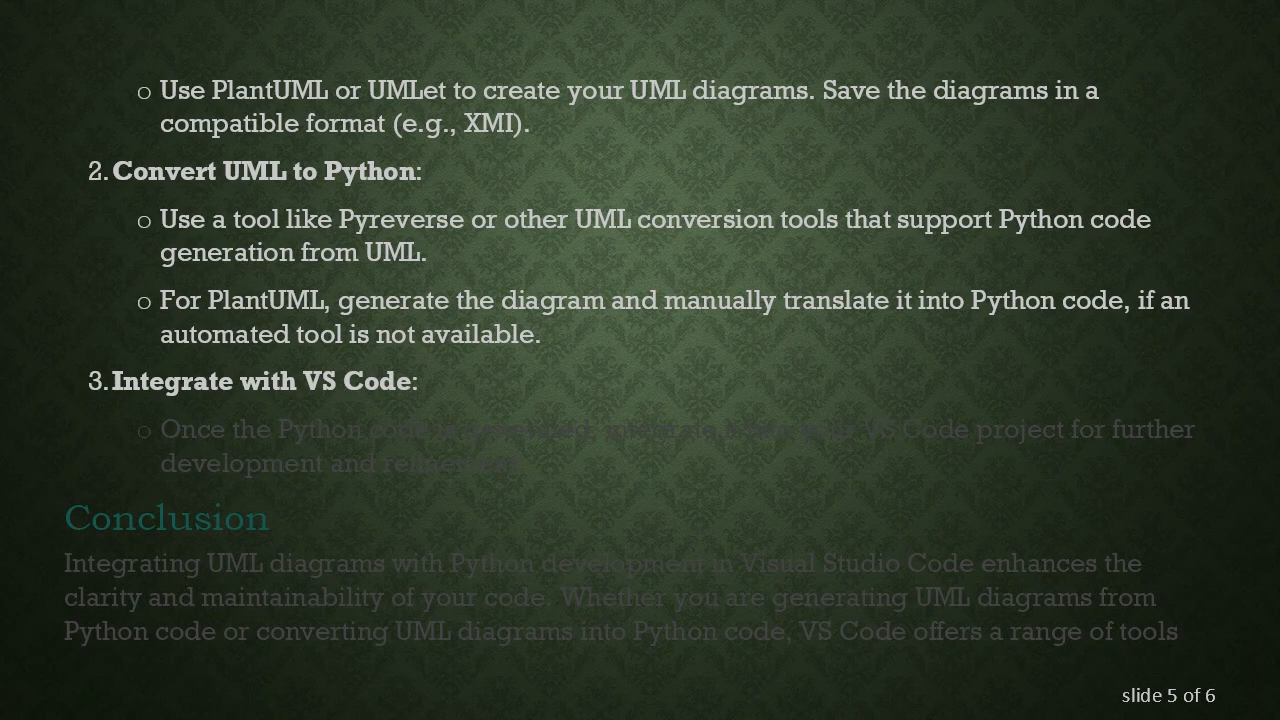 o Use PlantUML or UMLet to create your UML diagrams. Save the diagrams in a
compatible format (e.g., XMI).
2. Convert UML to Python:
o Use a tool like Pyreverse or other UML conversion tools that support Python code
generation from UML.
o For PlantUML, generate the diagram and manually translate it into Python code, if an
automated tool is not available.
3. Integrate with VS Code:
o Once the Python code is generated, integrate it into your VS Code project for further
development and refinement.
Conclusion
Integrating UML diagrams with Python development in Visual Studio Code enhances the
clarity and maintainability of your code. Whether you are generating UML diagrams from
Python code or converting UML diagrams into Python code, VS Code offers a range of tools
slide 5 of 6